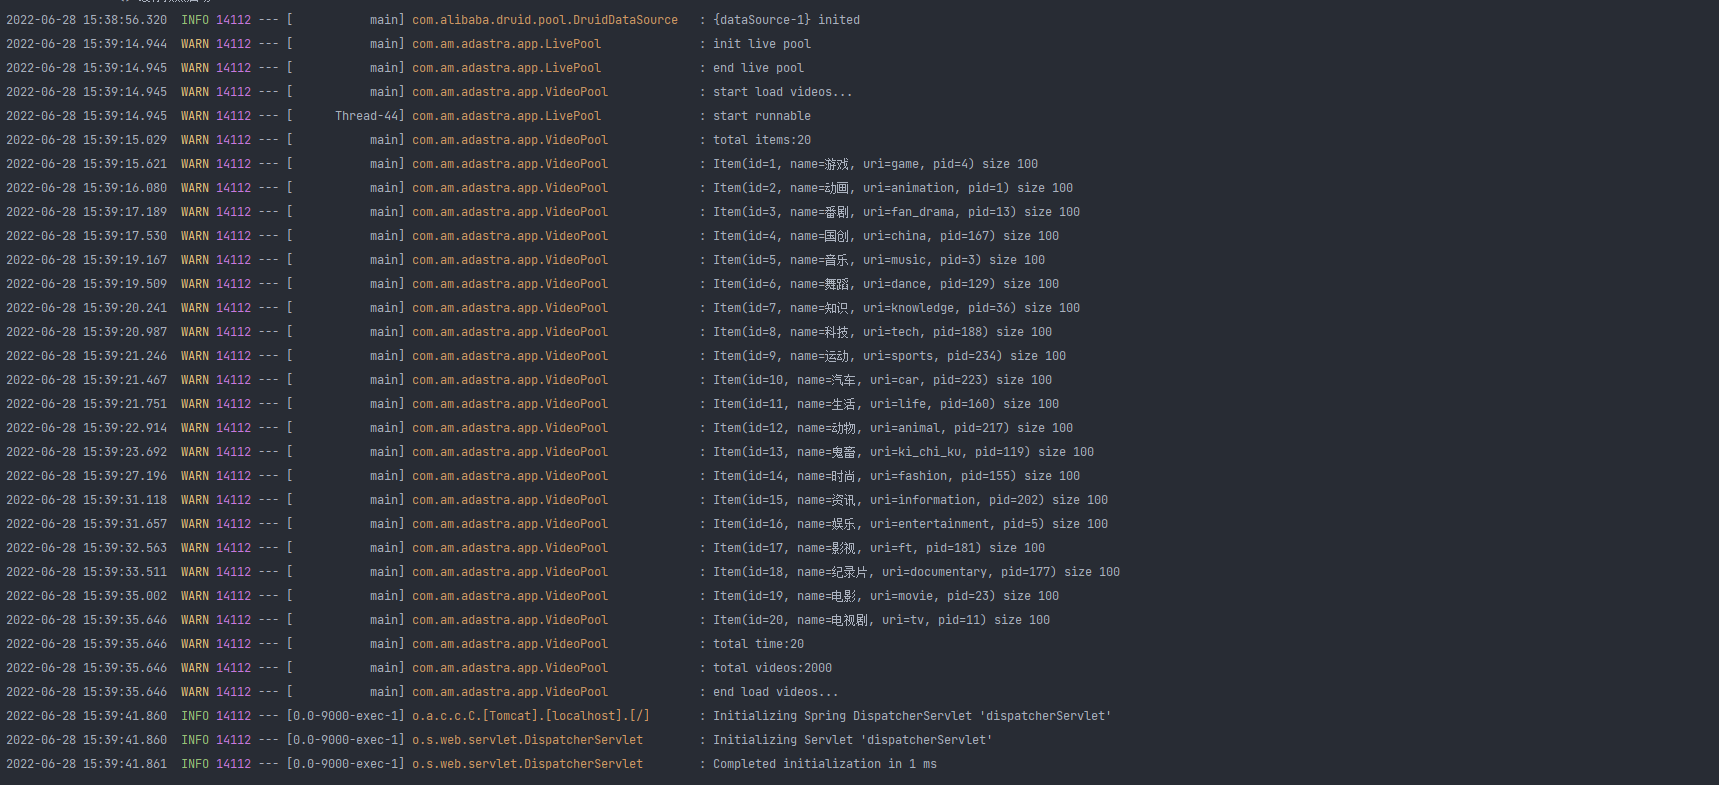 2022-06-28 15:38:56.320  INFO 14112 --- [           main] com.alibaba.druid.pool.DruidDataSource   : {dataSource-1} inited
2022-06-28 15:39:14.944  WARN 14112 --- [           main] com.am.adastra.app.LivePool              : init live pool
2022-06-28 15:39:14.945  WARN 14112 --- [           main] com.am.adastra.app.LivePool              : end live pool
2022-06-28 15:39:14.945  WARN 14112 --- [           main] com.am.adastra.app.VideoPool             : start load videos...
2022-06-28 15:39:14.945  WARN 14112 --- [      Thread-44] com.am.adastra.app.LivePool              : start runnable
2022-06-28 15:39:15.029  WARN 14112 --- [           main] com.am.adastra.app.VideoPool             : total items:20
2022-06-28 15:39:15.621  WARN 14112 --- [           main] com.am.adastra.app.VideoPool             : Item(id=1, name=游戏, uri=game, pid=4) size 100
2022-06-28 15:39:16.080  WARN 14112 --- [           main] com.am.adastra.app.VideoPool             : Item(id=2, name=动画, uri=animation, pid=1) size 100
2022-06-28 15:39:17.189  WARN 14112 --- [           main] com.am.adastra.app.VideoPool             : Item(id=3, name=番剧, uri=fan_drama, pid=13) size 100
2022-06-28 15:39:17.530  WARN 14112 --- [           main] com.am.adastra.app.VideoPool             : Item(id=4, name=国创, uri=china, pid=167) size 100
2022-06-28 15:39:19.167  WARN 14112 --- [           main] com.am.adastra.app.VideoPool             : Item(id=5, name=音乐, uri=music, pid=3) size 100
2022-06-28 15:39:19.509  WARN 14112 --- [           main] com.am.adastra.app.VideoPool             : Item(id=6, name=舞蹈, uri=dance, pid=129) size 100
2022-06-28 15:39:20.241  WARN 14112 --- [           main] com.am.adastra.app.VideoPool             : Item(id=7, name=知识, uri=knowledge, pid=36) size 100
2022-06-28 15:39:20.987  WARN 14112 --- [           main] com.am.adastra.app.VideoPool             : Item(id=8, name=科技, uri=tech, pid=188) size 100
2022-06-28 15:39:21.246  WARN 14112 --- [           main] com.am.adastra.app.VideoPool             : Item(id=9, name=运动, uri=sports, pid=234) size 100
2022-06-28 15:39:21.467  WARN 14112 --- [           main] com.am.adastra.app.VideoPool             : Item(id=10, name=汽车, uri=car, pid=223) size 100
2022-06-28 15:39:21.751  WARN 14112 --- [           main] com.am.adastra.app.VideoPool             : Item(id=11, name=生活, uri=life, pid=160) size 100
2022-06-28 15:39:22.914  WARN 14112 --- [           main] com.am.adastra.app.VideoPool             : Item(id=12, name=动物, uri=animal, pid=217) size 100
2022-06-28 15:39:23.692  WARN 14112 --- [           main] com.am.adastra.app.VideoPool             : Item(id=13, name=鬼畜, uri=ki_chi_ku, pid=119) size 100
2022-06-28 15:39:27.196  WARN 14112 --- [           main] com.am.adastra.app.VideoPool             : Item(id=14, name=时尚, uri=fashion, pid=155) size 100
2022-06-28 15:39:31.118  WARN 14112 --- [           main] com.am.adastra.app.VideoPool             : Item(id=15, name=资讯, uri=information, pid=202) size 100
2022-06-28 15:39:31.657  WARN 14112 --- [           main] com.am.adastra.app.VideoPool             : Item(id=16, name=娱乐, uri=entertainment, pid=5) size 100
2022-06-28 15:39:32.563  WARN 14112 --- [           main] com.am.adastra.app.VideoPool             : Item(id=17, name=影视, uri=ft, pid=181) size 100
2022-06-28 15:39:33.511  WARN 14112 --- [           main] com.am.adastra.app.VideoPool             : Item(id=18, name=纪录片, uri=documentary, pid=177) size 100
2022-06-28 15:39:35.002  WARN 14112 --- [           main] com.am.adastra.app.VideoPool             : Item(id=19, name=电影, uri=movie, pid=23) size 100
2022-06-28 15:39:35.646  WARN 14112 --- [           main] com.am.adastra.app.VideoPool             : Item(id=20, name=电视剧, uri=tv, pid=11) size 100
2022-06-28 15:39:35.646  WARN 14112 --- [           main] com.am.adastra.app.VideoPool             : total time:20
2022-06-28 15:39:35.646  WARN 14112 --- [           main] com.am.adastra.app.VideoPool             : total videos:2000
2022-06-28 15:39:35.646  WARN 14112 --- [           main] com.am.adastra.app.VideoPool             : end load videos...
2022-06-28 15:39:41.860  INFO 14112 --- [0.0-9000-exec-1] o.a.c.c.C.[Tomcat].[localhost].[/]       : Initializing Spring DispatcherServlet 'dispatcherServlet'
2022-06-28 15:39:41.860  INFO 14112 --- [0.0-9000-exec-1] o.s.web.servlet.DispatcherServlet        : Initializing Servlet 'dispatcherServlet'
2022-06-28 15:39:41.861  INFO 14112 --- [0.0-9000-exec-1] o.s.web.servlet.DispatcherServlet        : Completed initialization in 1 ms